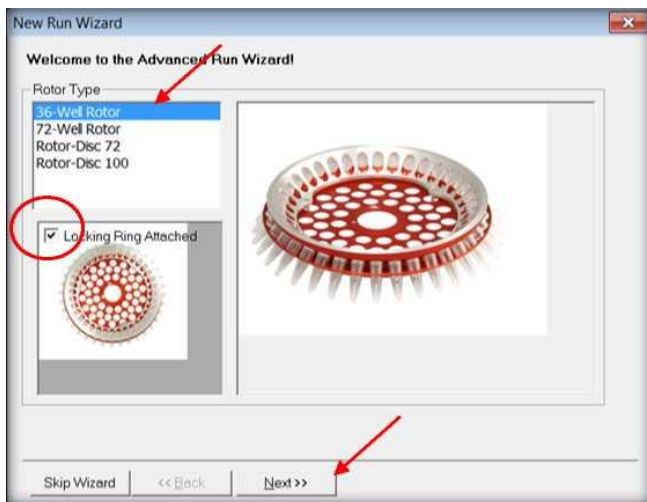 New Run Wizard
Welcome to the Advanced Run Wizard!
Rotor Type
36-Well Rotor
72-Well Rotor
Rotor-Disc 72
Rotor-Disc 100
Locking Ring Attached
Skip Wizard
<< Back
Next >>